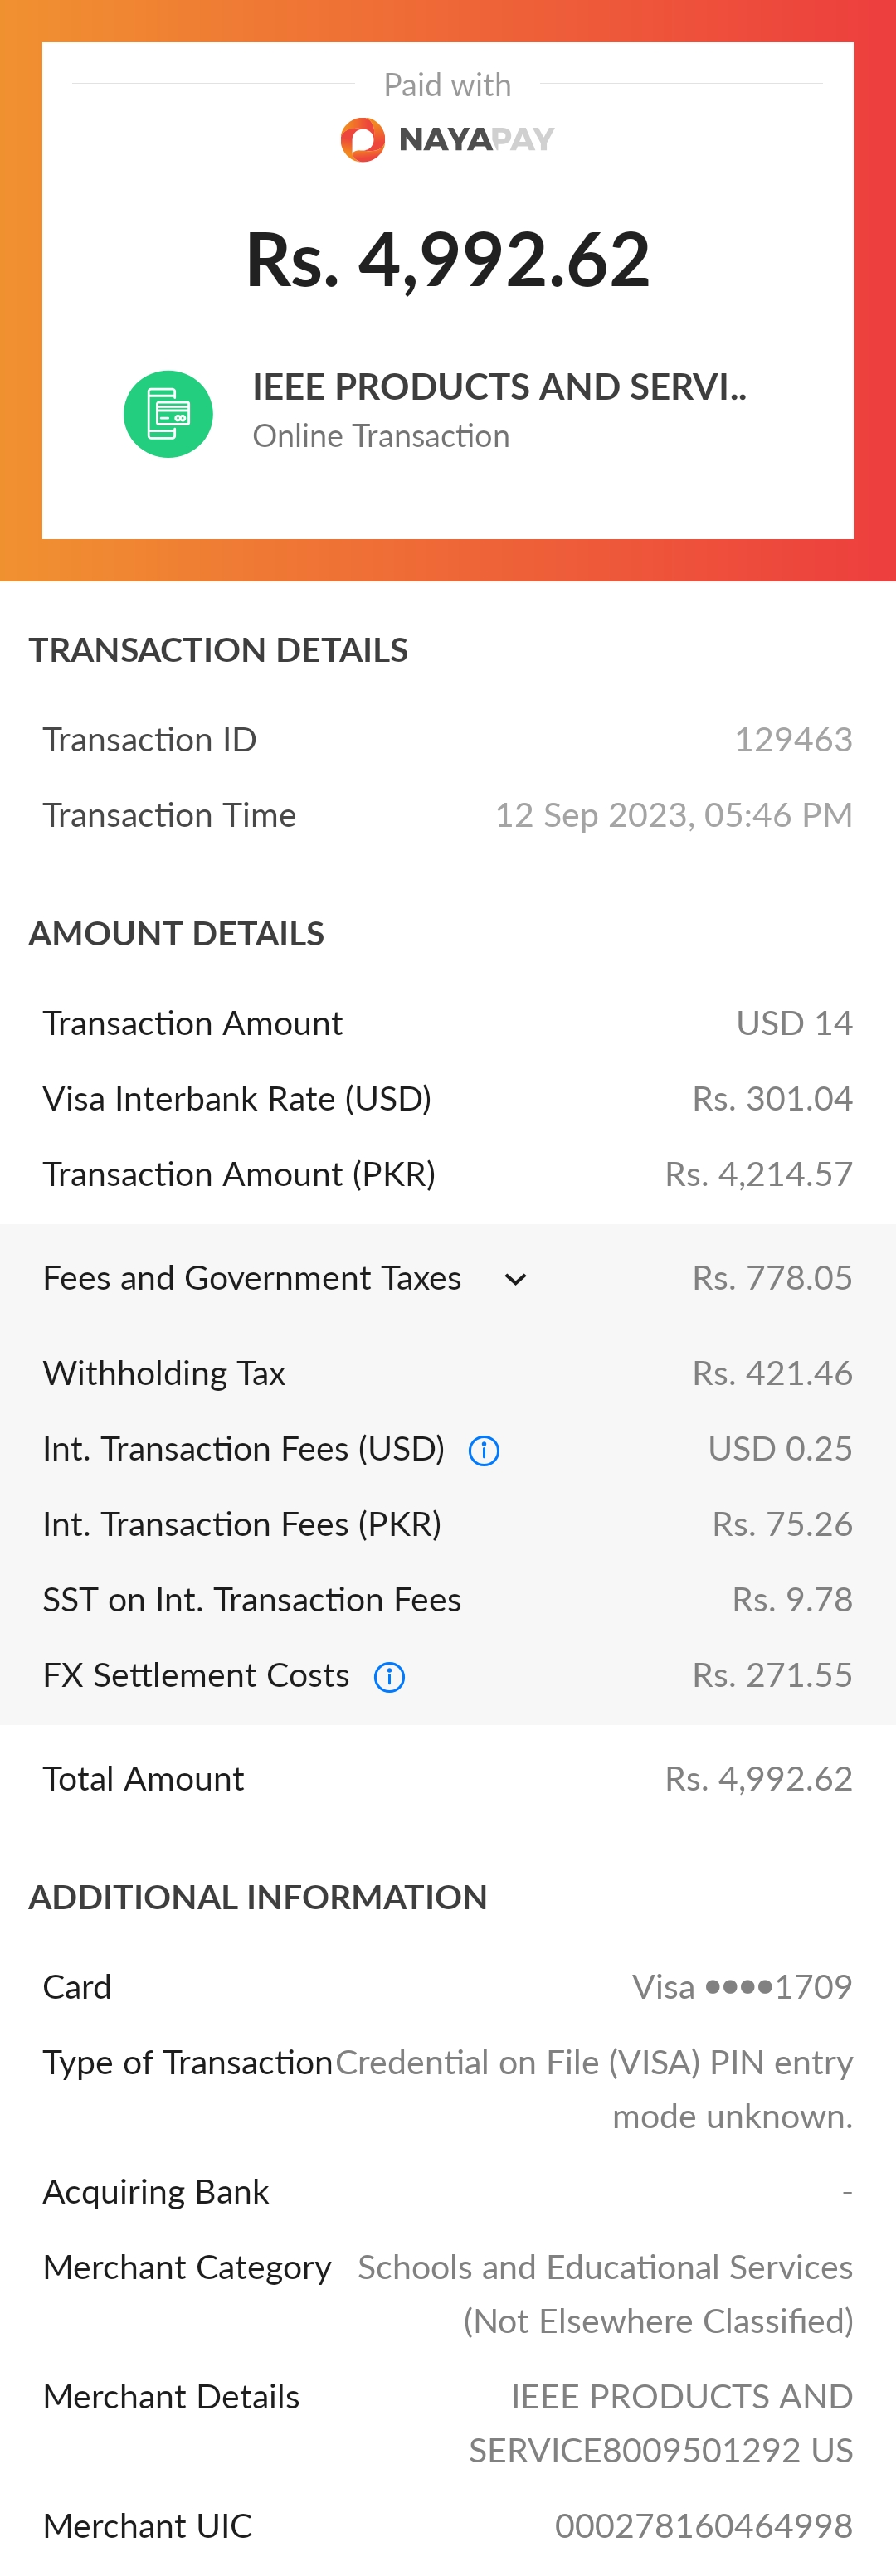 Paid with
NAYAPAY
Rs. 4,992.62
IEEE PRODUCTS AND SERVI..
Online Transaction
TRANSACTION DETAILS
Transaction ID 129463
Transaction Time 12 Sep 2023, 05:46 PM
AMOUNT DETAILS
Transaction Amount USD 14
Visa Interbank Rate (USD) Rs. 301.04
Transaction Amount (PKR) Rs. 4,214.57
Fees and Government Taxes Rs. 778.05
Withholding Tax Rs. 421.46
Int. Transaction Fees (USD) USD 0.25
Int. Transaction Fees (PKR) Rs. 75.26
SST on Int. Transaction Fees Rs. 9.78
FX Settlement Costs Rs. 271.55
Total Amount Rs. 4,992.62
ADDITIONAL INFORMATION
Card Visa ••••1709
Type of Transaction Credential on File (VISA) PIN entry
mode unknown.
Acquiring Bank -
Merchant Category Schools and Educational Services
(Not Elsewhere Classified)
Merchant Details IEEE PRODUCTS AND
SERVICE8009501292 US
Merchant UIC 000278160464998